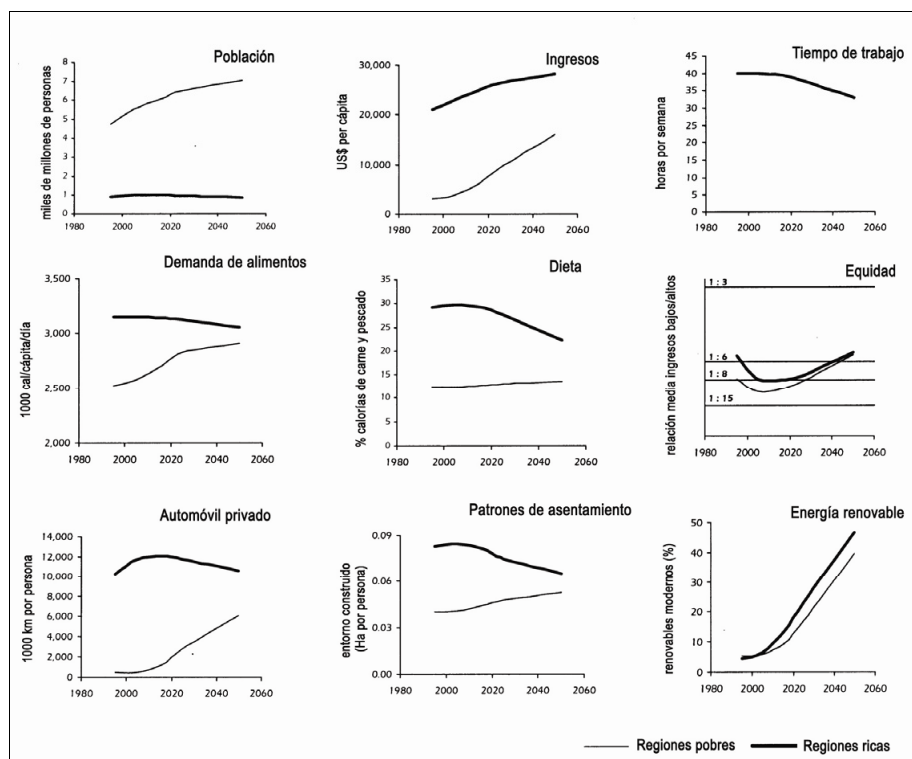 Población
miles de millones de personas
8
7
6
5
4
3
2
1
0
1980 2000 2020 2040 2060
Ingresos
US$ per cápita
30,000
20,000
10,000
0
1980 2000 2020 2040 2060
Tiempo de trabajo
horas por semana
45
40
35
30
25
20
15
10
5
0
1980 2000 2020 2040 2060
Demanda de alimentos
1000 cal/cápita/día
3,500
3,000
2,500
2,000
1980 2000 2020 2040 2060
Dieta
% calorías de carne y pescado
35
30
25
20
15
10
5
0
1980 2000 2020 2040 2060
Equidad
relación media ingresos bajos/altos
1 : 3
1 : 6
1 : 8
1 : 15
1980 2000 2020 2040 2060
Automóvil privado
1000 km por persona
14,000
12,000
10,000
8,000
6,000
4,000
2,000
0
1980 2000 2020 2040 2060
Patrones de asentamiento
entorno construido
(Ha por persona)
0.09
0.06
0.03
0.00
1980 2000 2020 2040 2060
Energía renovable
renovables modernos (%)
50
40
30
20
10
0
1980 2000 2020 2040 2060
Regiones pobres
Regiones ricas